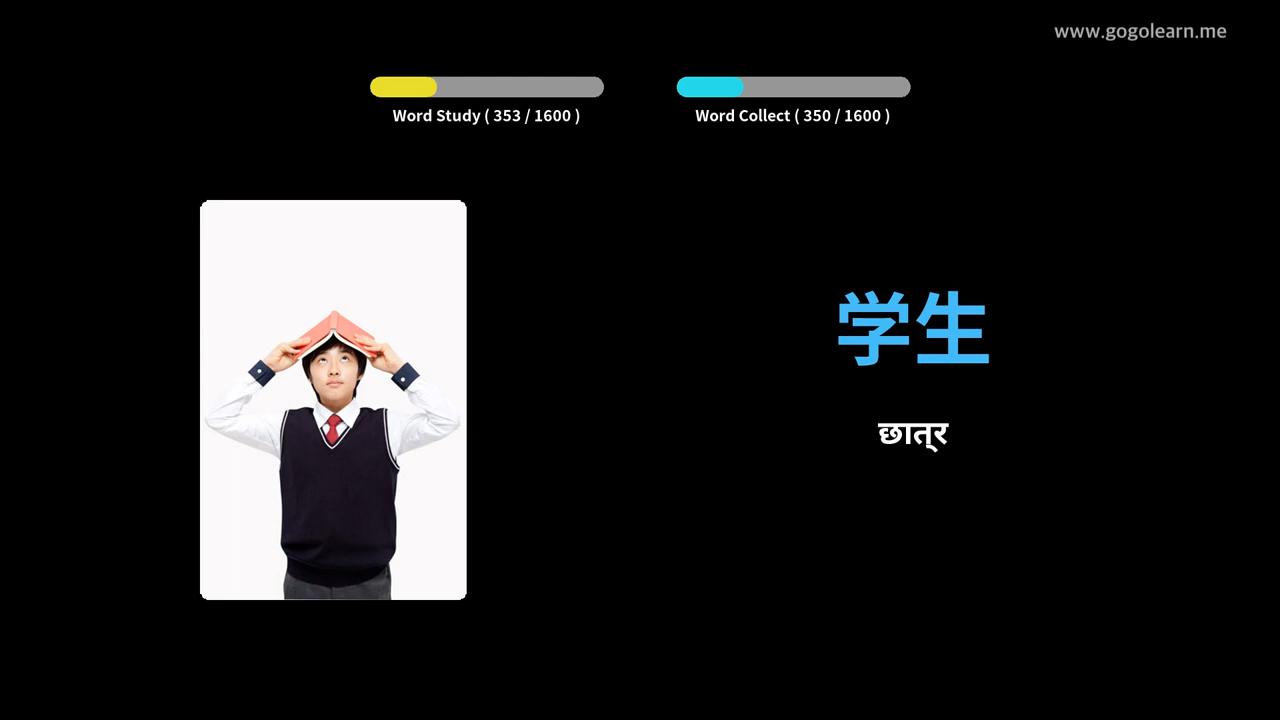 www.gogolearn.me
Word Study ( 353 / 1600 )
Word Collect ( 350 / 1600 )
学生
छात्र